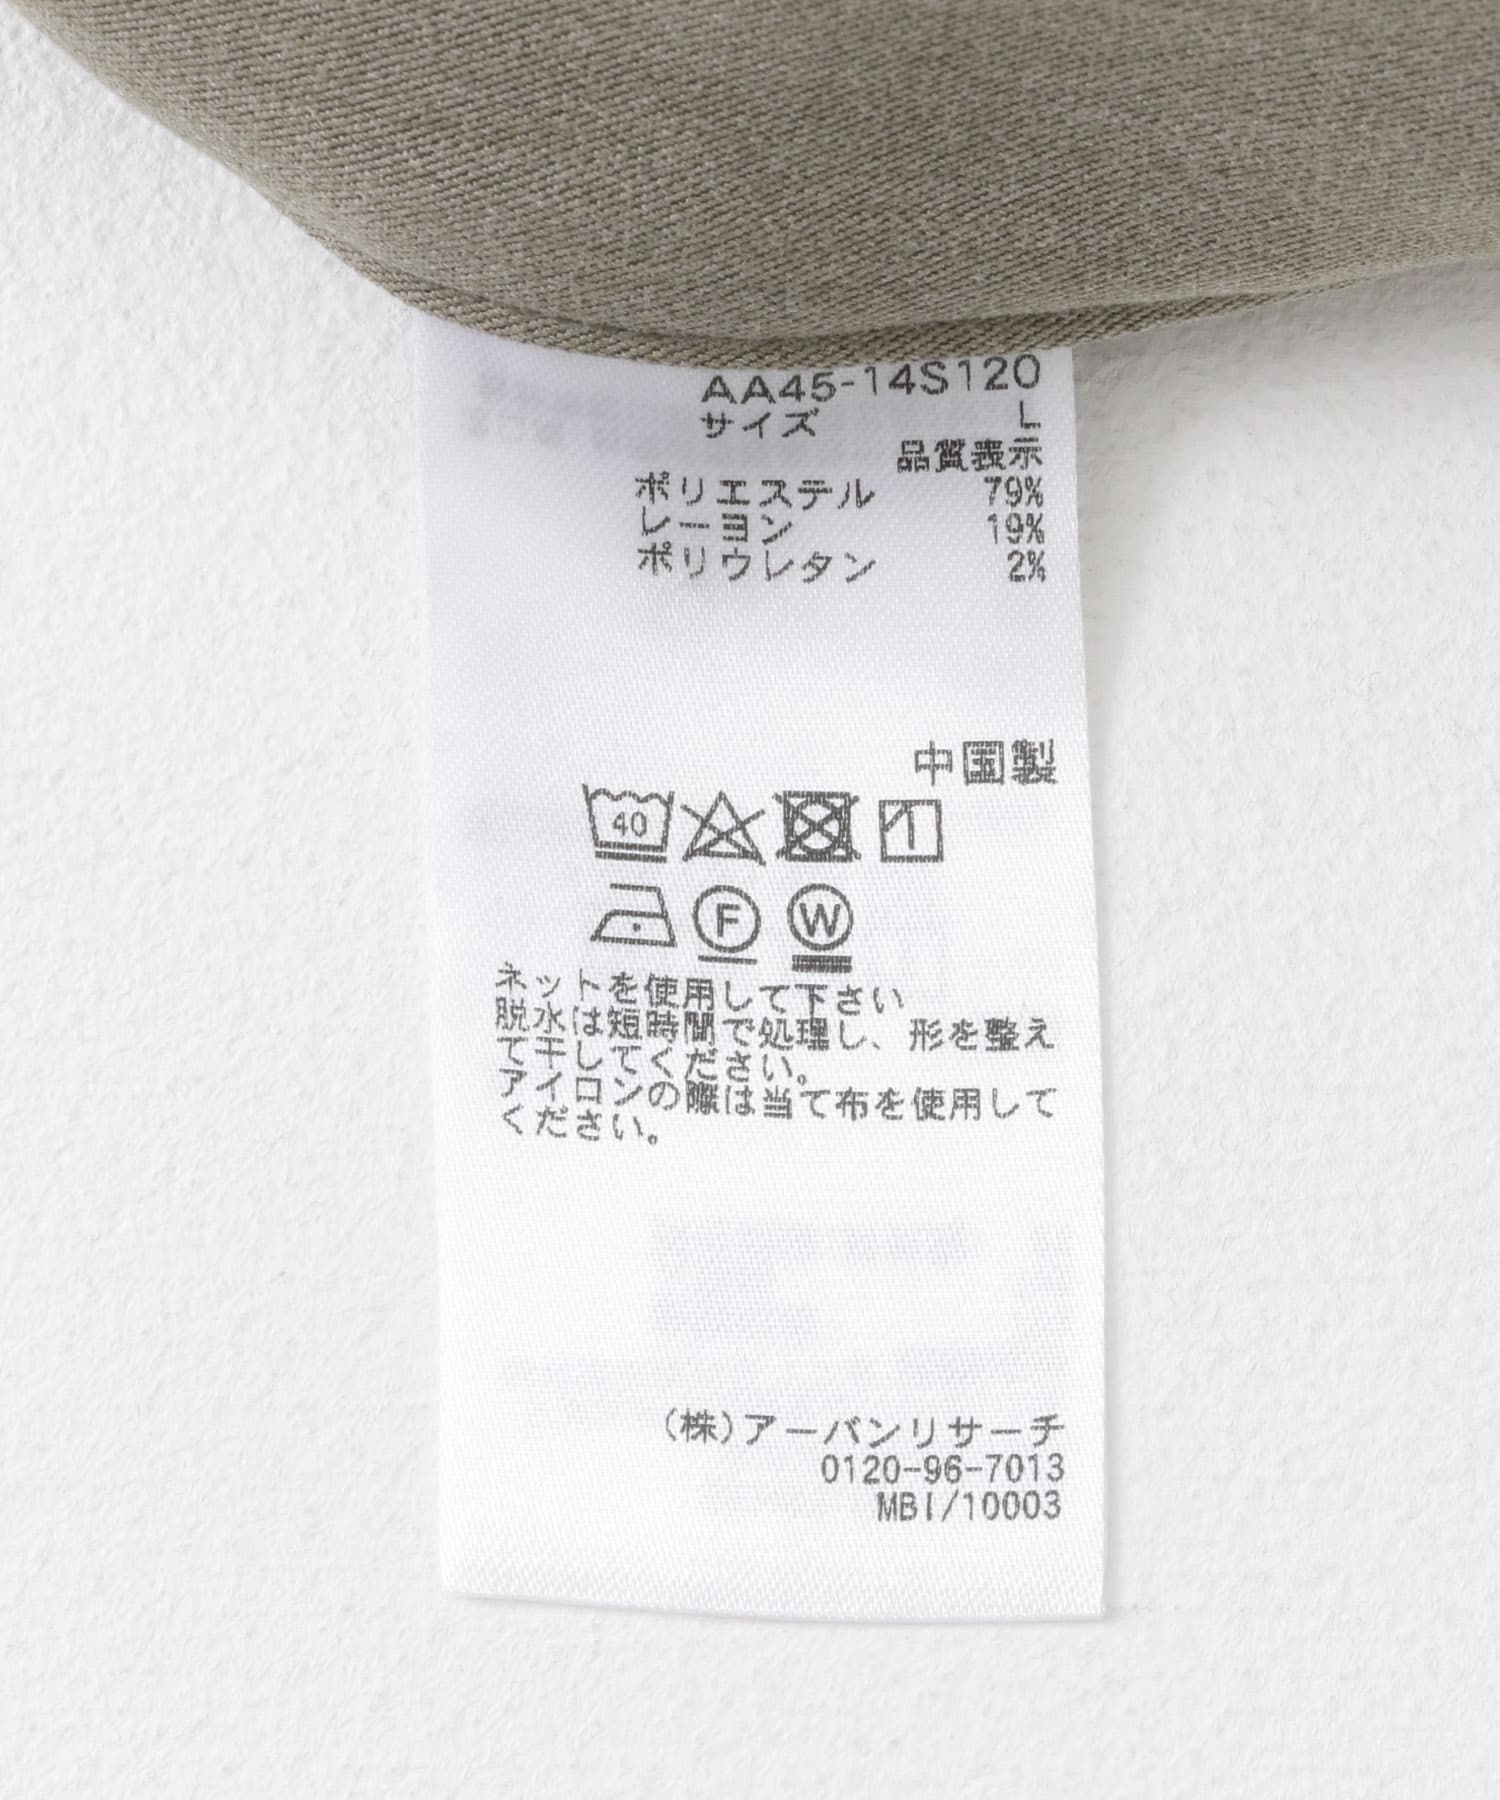 AA45-14S120
サイズ L
品質表示
ポリエステル 79%
レーヨン 19%
ポリウレタン 2%
中国製
40
F W
ネットを使用して下さい
脱水は短時間で処理し、形を整え
て干してください。
アイロンの際は当て布を使用して
ください。
(株)アーバンリサーチ
0120-96-7013
MBI/10003